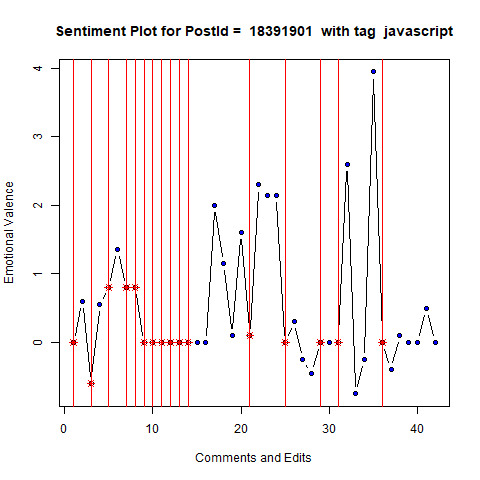 Sentiment Plot for PostId =  18391901  with tag  javascript
4
3
2
1
0
Emotional Valence
0 10 20 30 40
Comments and Edits